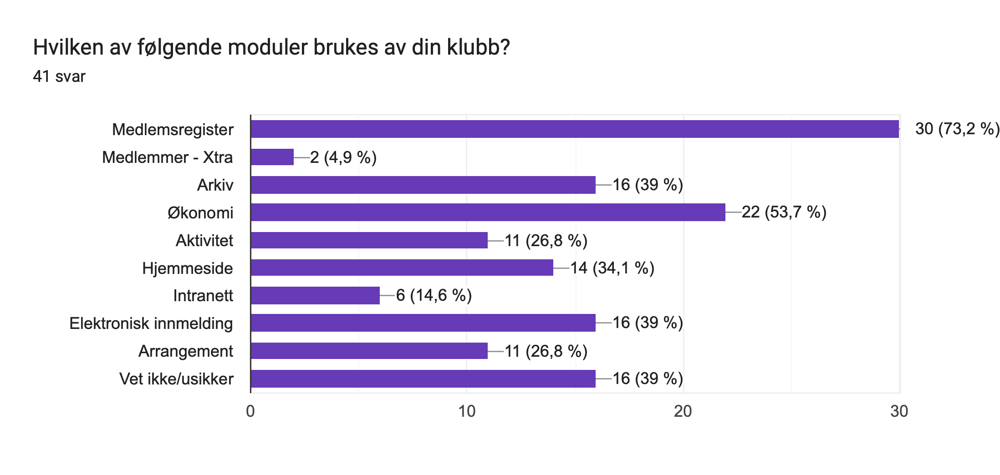 Hvilken av følgende moduler brukes av din klubb?
41 svar
Medlemsregister 30 (73,2 %)
Medlemmer - Xtra 2 (4,9 %)
Arkiv 16 (39 %)
Økonomi 22 (53,7 %)
Aktivitet 11 (26,8 %)
Hjemmeside 14 (34,1 %)
Intranett 6 (14,6 %)
Elektronisk innmelding 16 (39 %)
Arrangement 11 (26,8 %)
Vet ikke/usikker 16 (39 %)
0 10 20 30